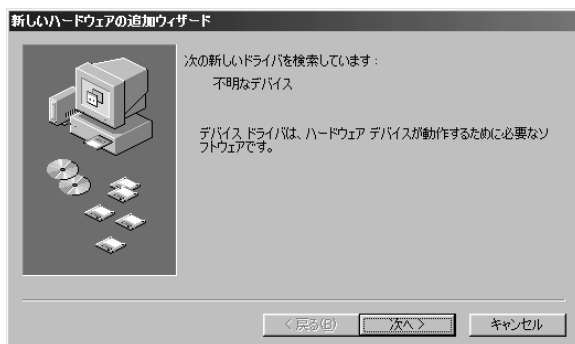 新しいハードウェアの追加ウィザード
次の新しいドライバを検索しています：
不明なデバイス
デバイス ドライバは、ハードウェア デバイスが動作するために必要なソ
フトウェアです。
< 戻る(B)
次へ >
キャンセル